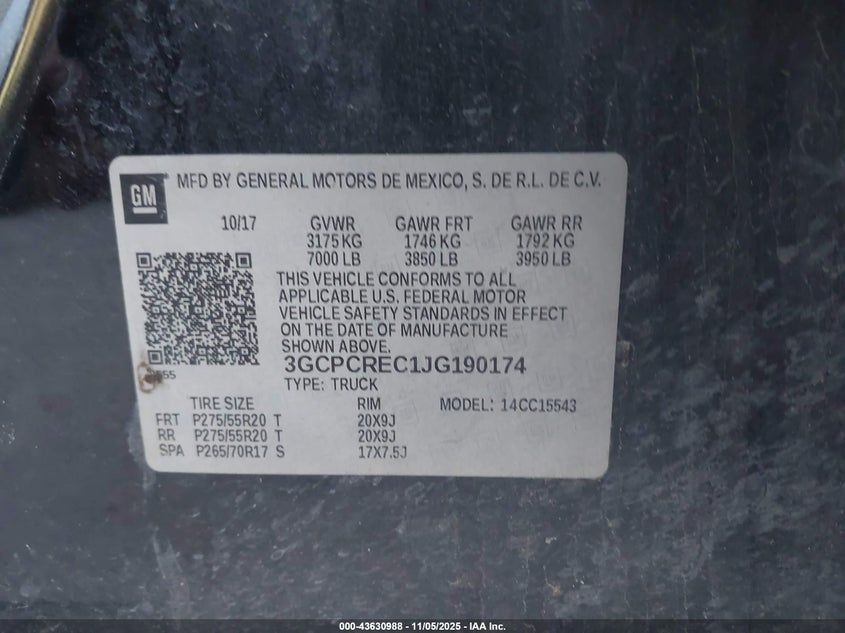 GM MFD BY GENERAL MOTORS DE MEXICO, S. DE R.L. DE C.V.
10/17 GVWR GAWR FRT GAWR RR
3175 KG 1746 KG 1792 KG
7000 LB 3850 LB 3950 LB
THIS VEHICLE CONFORMS TO ALL
APPLICABLE U.S. FEDERAL MOTOR
VEHICLE SAFETY STANDARDS IN EFFECT
ON THE DATE OF MANUFACTURE
SHOWN ABOVE.
3GCPCREC1JG190174
TYPE: TRUCK
TIRE SIZE RIM MODEL: 14CC15543
FRT P275/55R20 T 20X9J
RR P275/55R20 T 20X9J
SPA P265/70R17 S 17X7.5J
000-43630988 - 11/05/2025 - IAA Inc.